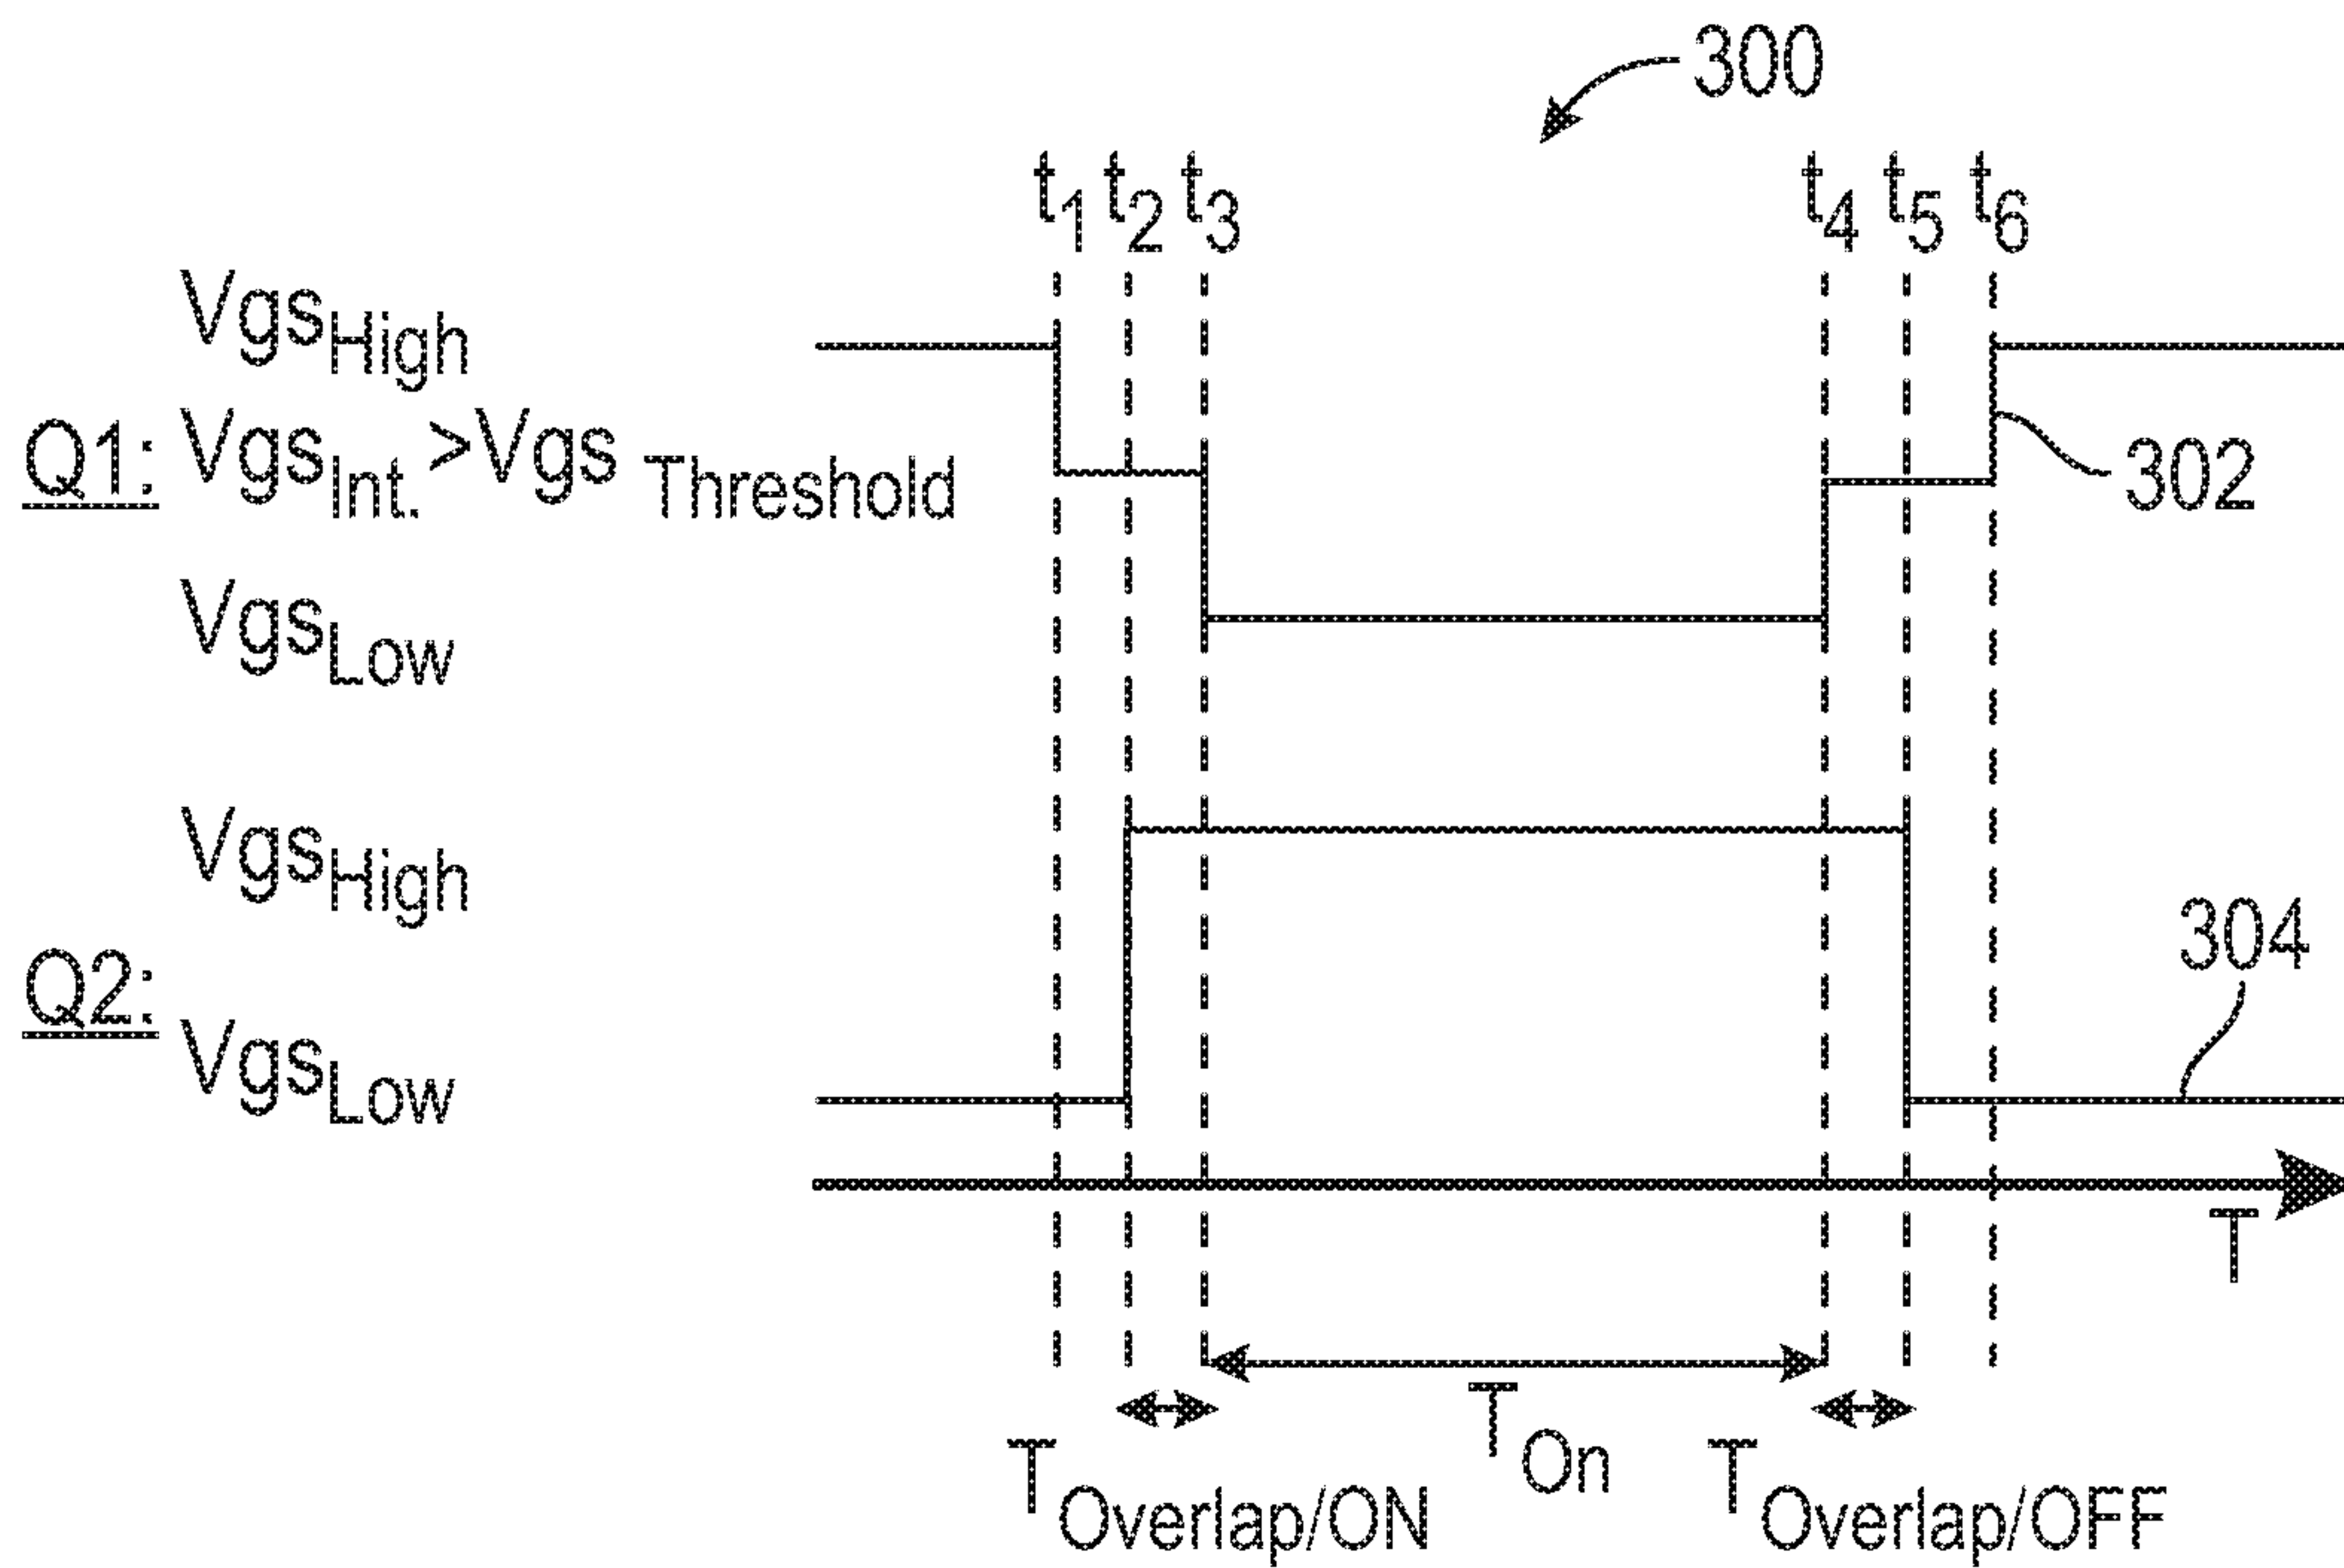 300
t1 t2 t3 t4 t5 t6
VgsHigh
Q1: VgsInt. >Vgs Threshold
302
VgsLow
VgsHigh
304
Q2:
VgsLow
T
TOn
TOverlap/ON TOverlap/OFF